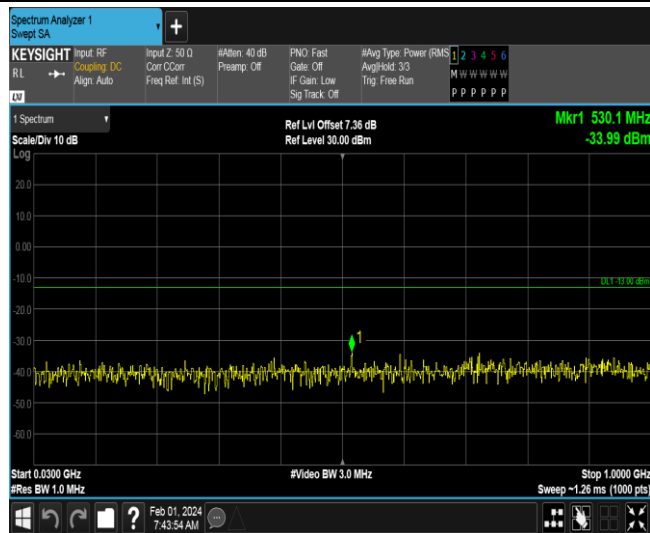 Spectrum Analyzer 1
Swept SA
+
KEYSIGHT
RL
Input: RF
Coupling: DC
Align: Auto
Input Z: 50 Ω
Corr CCorr
Freq Ref: Int (S)
#Atten: 40 dB
Preamp: Off
PNO: Fast
Gate: Off
IF Gain: Low
Sig Track: Off
#Avg Type: Power (RMS
Avg|Hold: 3/3
Trig: Free Run
1 2 3 4 5 6
M W W W W W
P P P P P P
1 Spectrum
Scale/Div 10 dB
Log
Ref Lvl Offset 7.36 dB
Ref Level 30.00 dBm
Mkr1 530.1 MHz
-33.99 dBm
20.0
10.0
0.00
-10.0
DL1 -13.00 dBm
-20.0
-30.0
1
-40.0
-50.0
-60.0
Start 0.0300 GHz
#Res BW 1.0 MHz
#Video BW 3.0 MHz
Stop 1.0000 GHz
Sweep ~1.26 ms (1000 pts)
?
Feb 01, 2024
7:43:54 AM